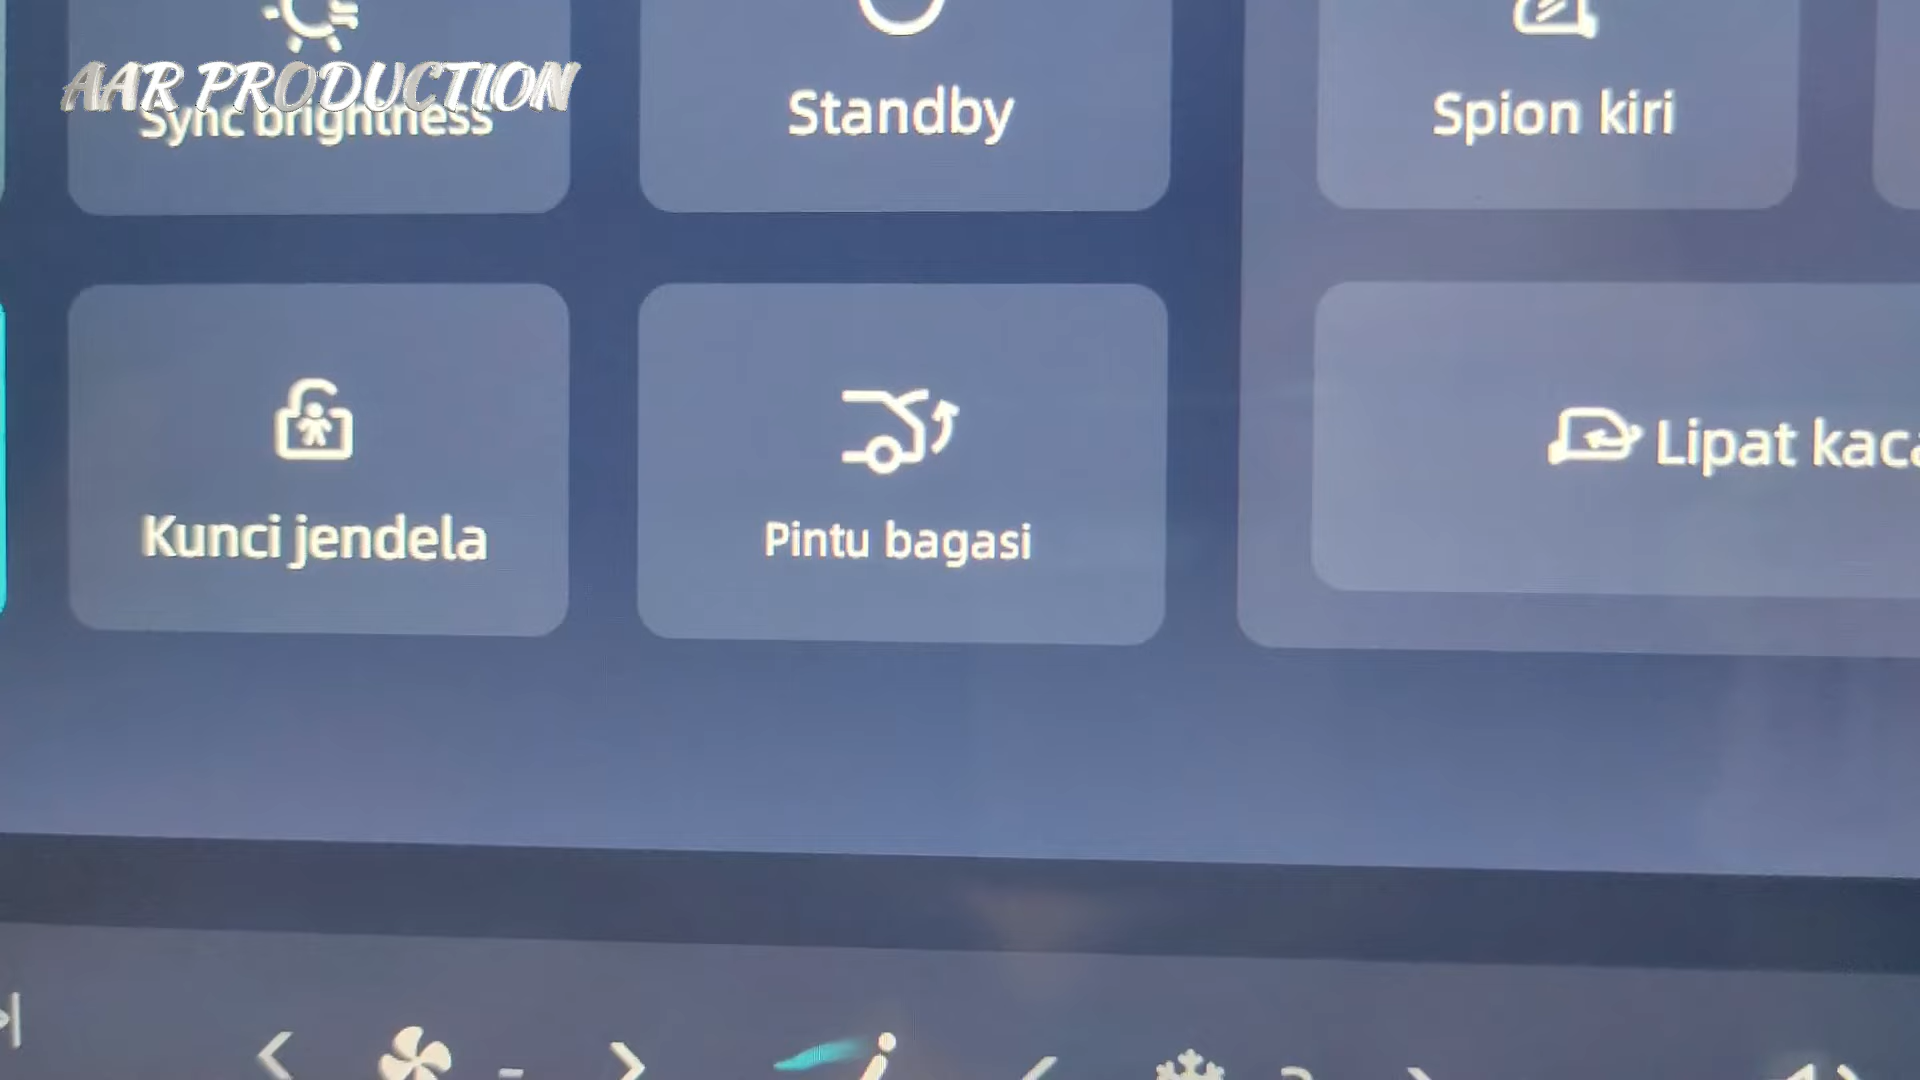 AAR PRODUCTION
Sync brightness
Standby
Spion kiri
Kunci jendela
Pintu bagasi
Lipat kaca